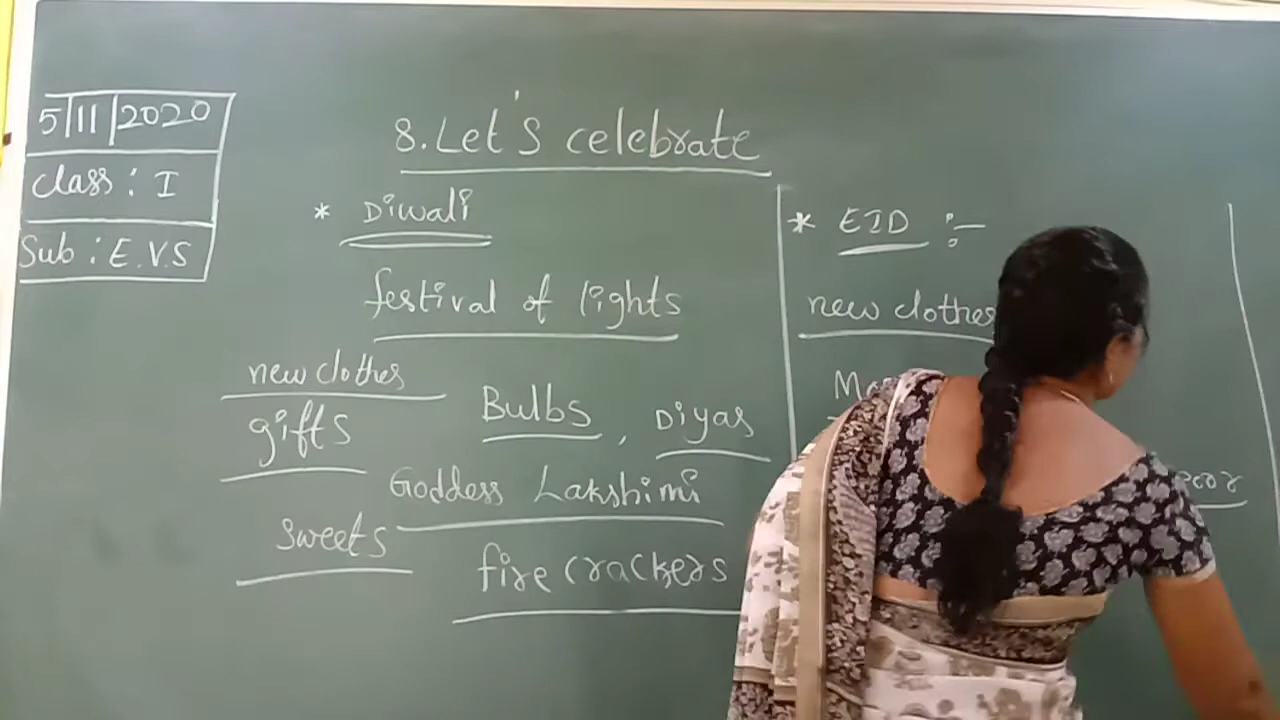 5/11/2020
Class : I
Sub : E.V.S
8. Let's celebrate
* Diwali
festival of lights
new clothes
gifts
Bulbs , Diyas
Goddess Lakshimi
sweets
fire crackers
* EID :-
new clothes